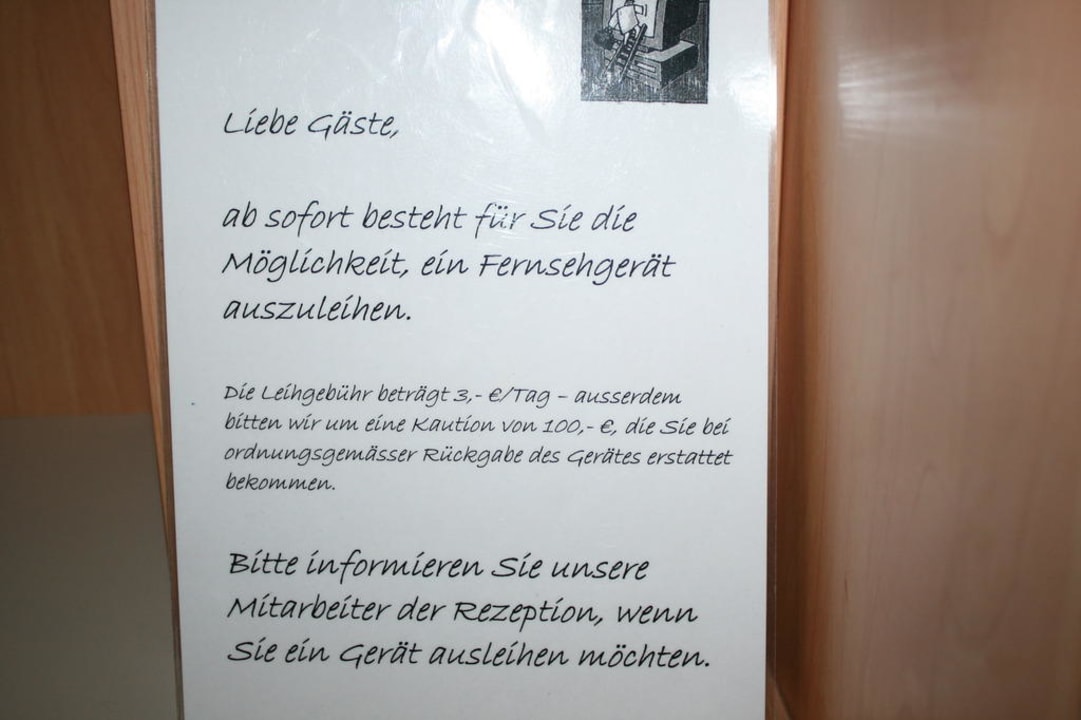 Liebe Gäste,
ab sofort besteht für Sie die
Möglichkeit, ein Fernsehgerät
auszuleihen.
Die Leihgebühr beträgt 3,- €/Tag – ausserdem
bitten wir um eine Kaution von 100,- €, die Sie bei
ordnungsgemässer Rückgabe des Gerätes erstattet
bekommen.
Bitte informieren Sie unsere
Mitarbeiter der Rezeption, wenn
Sie ein Gerät ausleihen möchten.